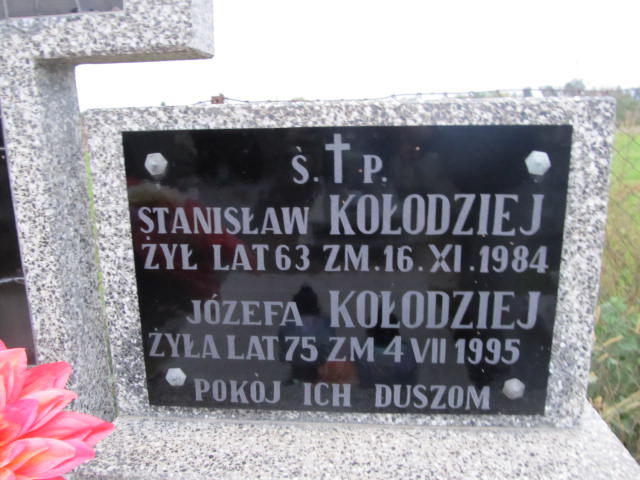 Ś. † P.
STANISŁAW KOŁODZIEJ
ŻYŁ LAT 63 ZM. 16. XI. 1984
JÓZEFA KOŁODZIEJ
ŻYŁA LAT 75 ZM 4 VII 1995
POKÓJ ICH DUSZOM